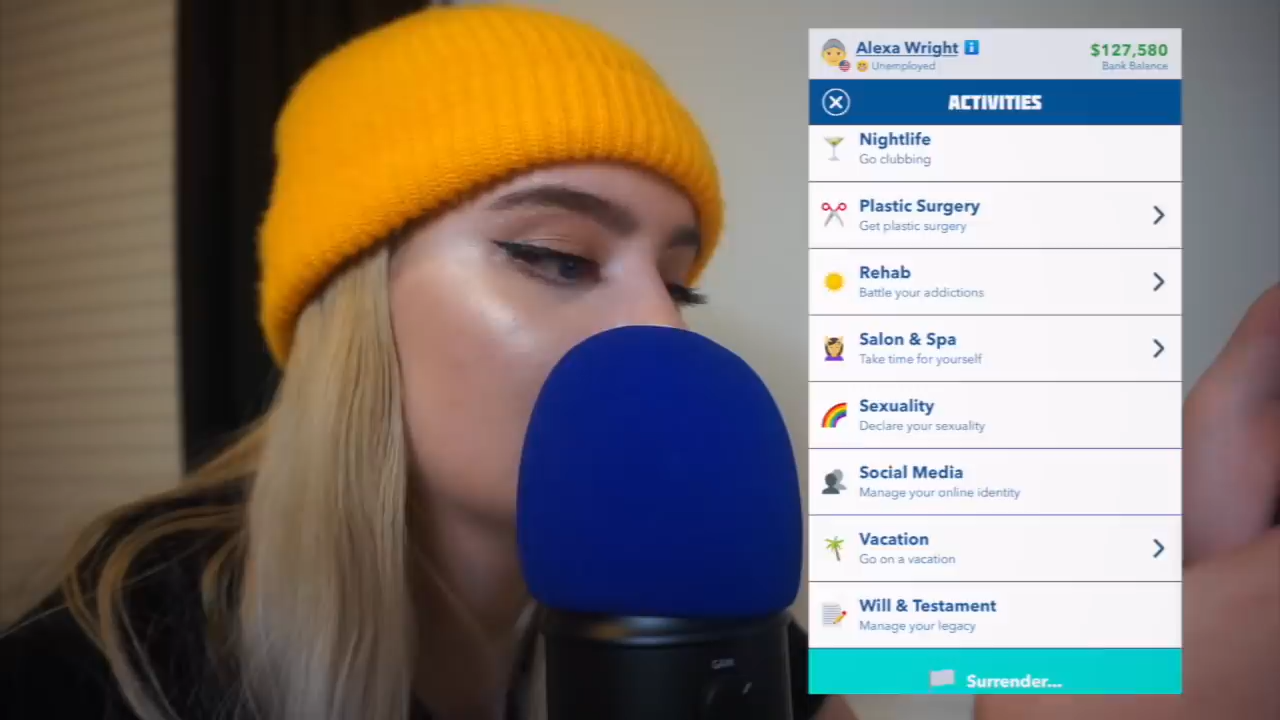 Alexa Wright
$127,580
Unemployed
Bank Balance
ACTIVITIES
Nightlife
Go clubbing
Plastic Surgery
Get plastic surgery
Rehab
Battle your addictions
Salon & Spa
Take time for yourself
Sexuality
Declare your sexuality
Social Media
Manage your online identity
Vacation
Go on a vacation
Will & Testament
Manage your legacy
Surrender...
GAIN